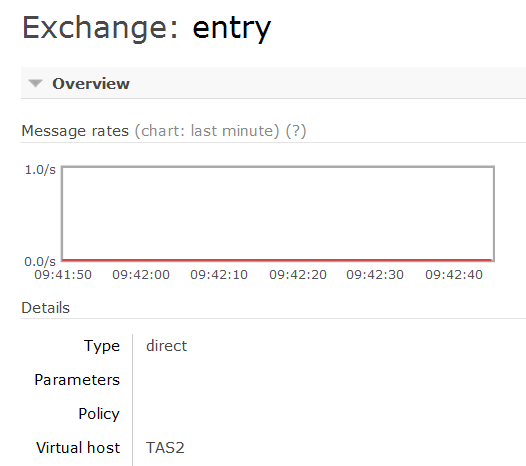 Exchange: entry
Overview
Message rates (chart: last minute) (?)
1.0/s
0.0/s
09:41:50 09:42:00 09:42:10 09:42:20 09:42:30 09:42:40
Details
Type direct
Parameters
Policy
Virtual host TAS2